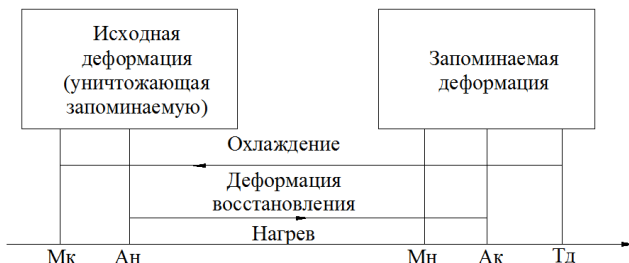 Исходная
деформация
(уничтожающая
запоминаемую)
Запоминаемая
деформация
Охлаждение
Деформация
восстановления
Нагрев
Мк Ан Мн Ак Тд